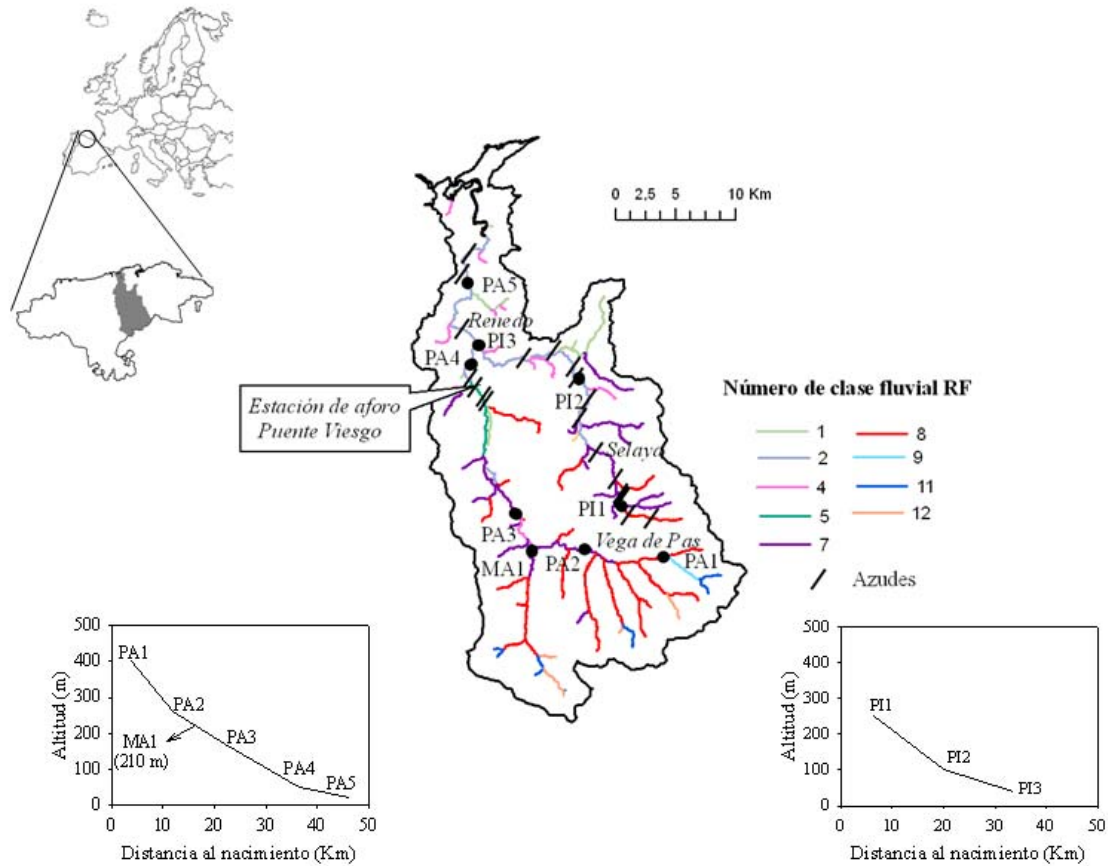 0 2,5 5 10 Km
PA5
Renedo
PI3
PA4
PI2
Estación de aforo
Puente Viesgo
Selaya
PI1
PA3
Vega de Pas
MA1
PA2
PA1
Número de clase fluvial RF
1
2
4
5
7
8
9
11
12
Azudes
Altitud (m)
500
400
300
200
100
0
PA1
PA2
MA1
(210 m)
PA3
PA4
PA5
0 10 20 30 40 50
Distancia al nacimiento (Km)
Altitud (m)
500
400
300
200
100
0
PI1
PI2
PI3
0 10 20 30 40 50
Distancia al nacimiento (Km)